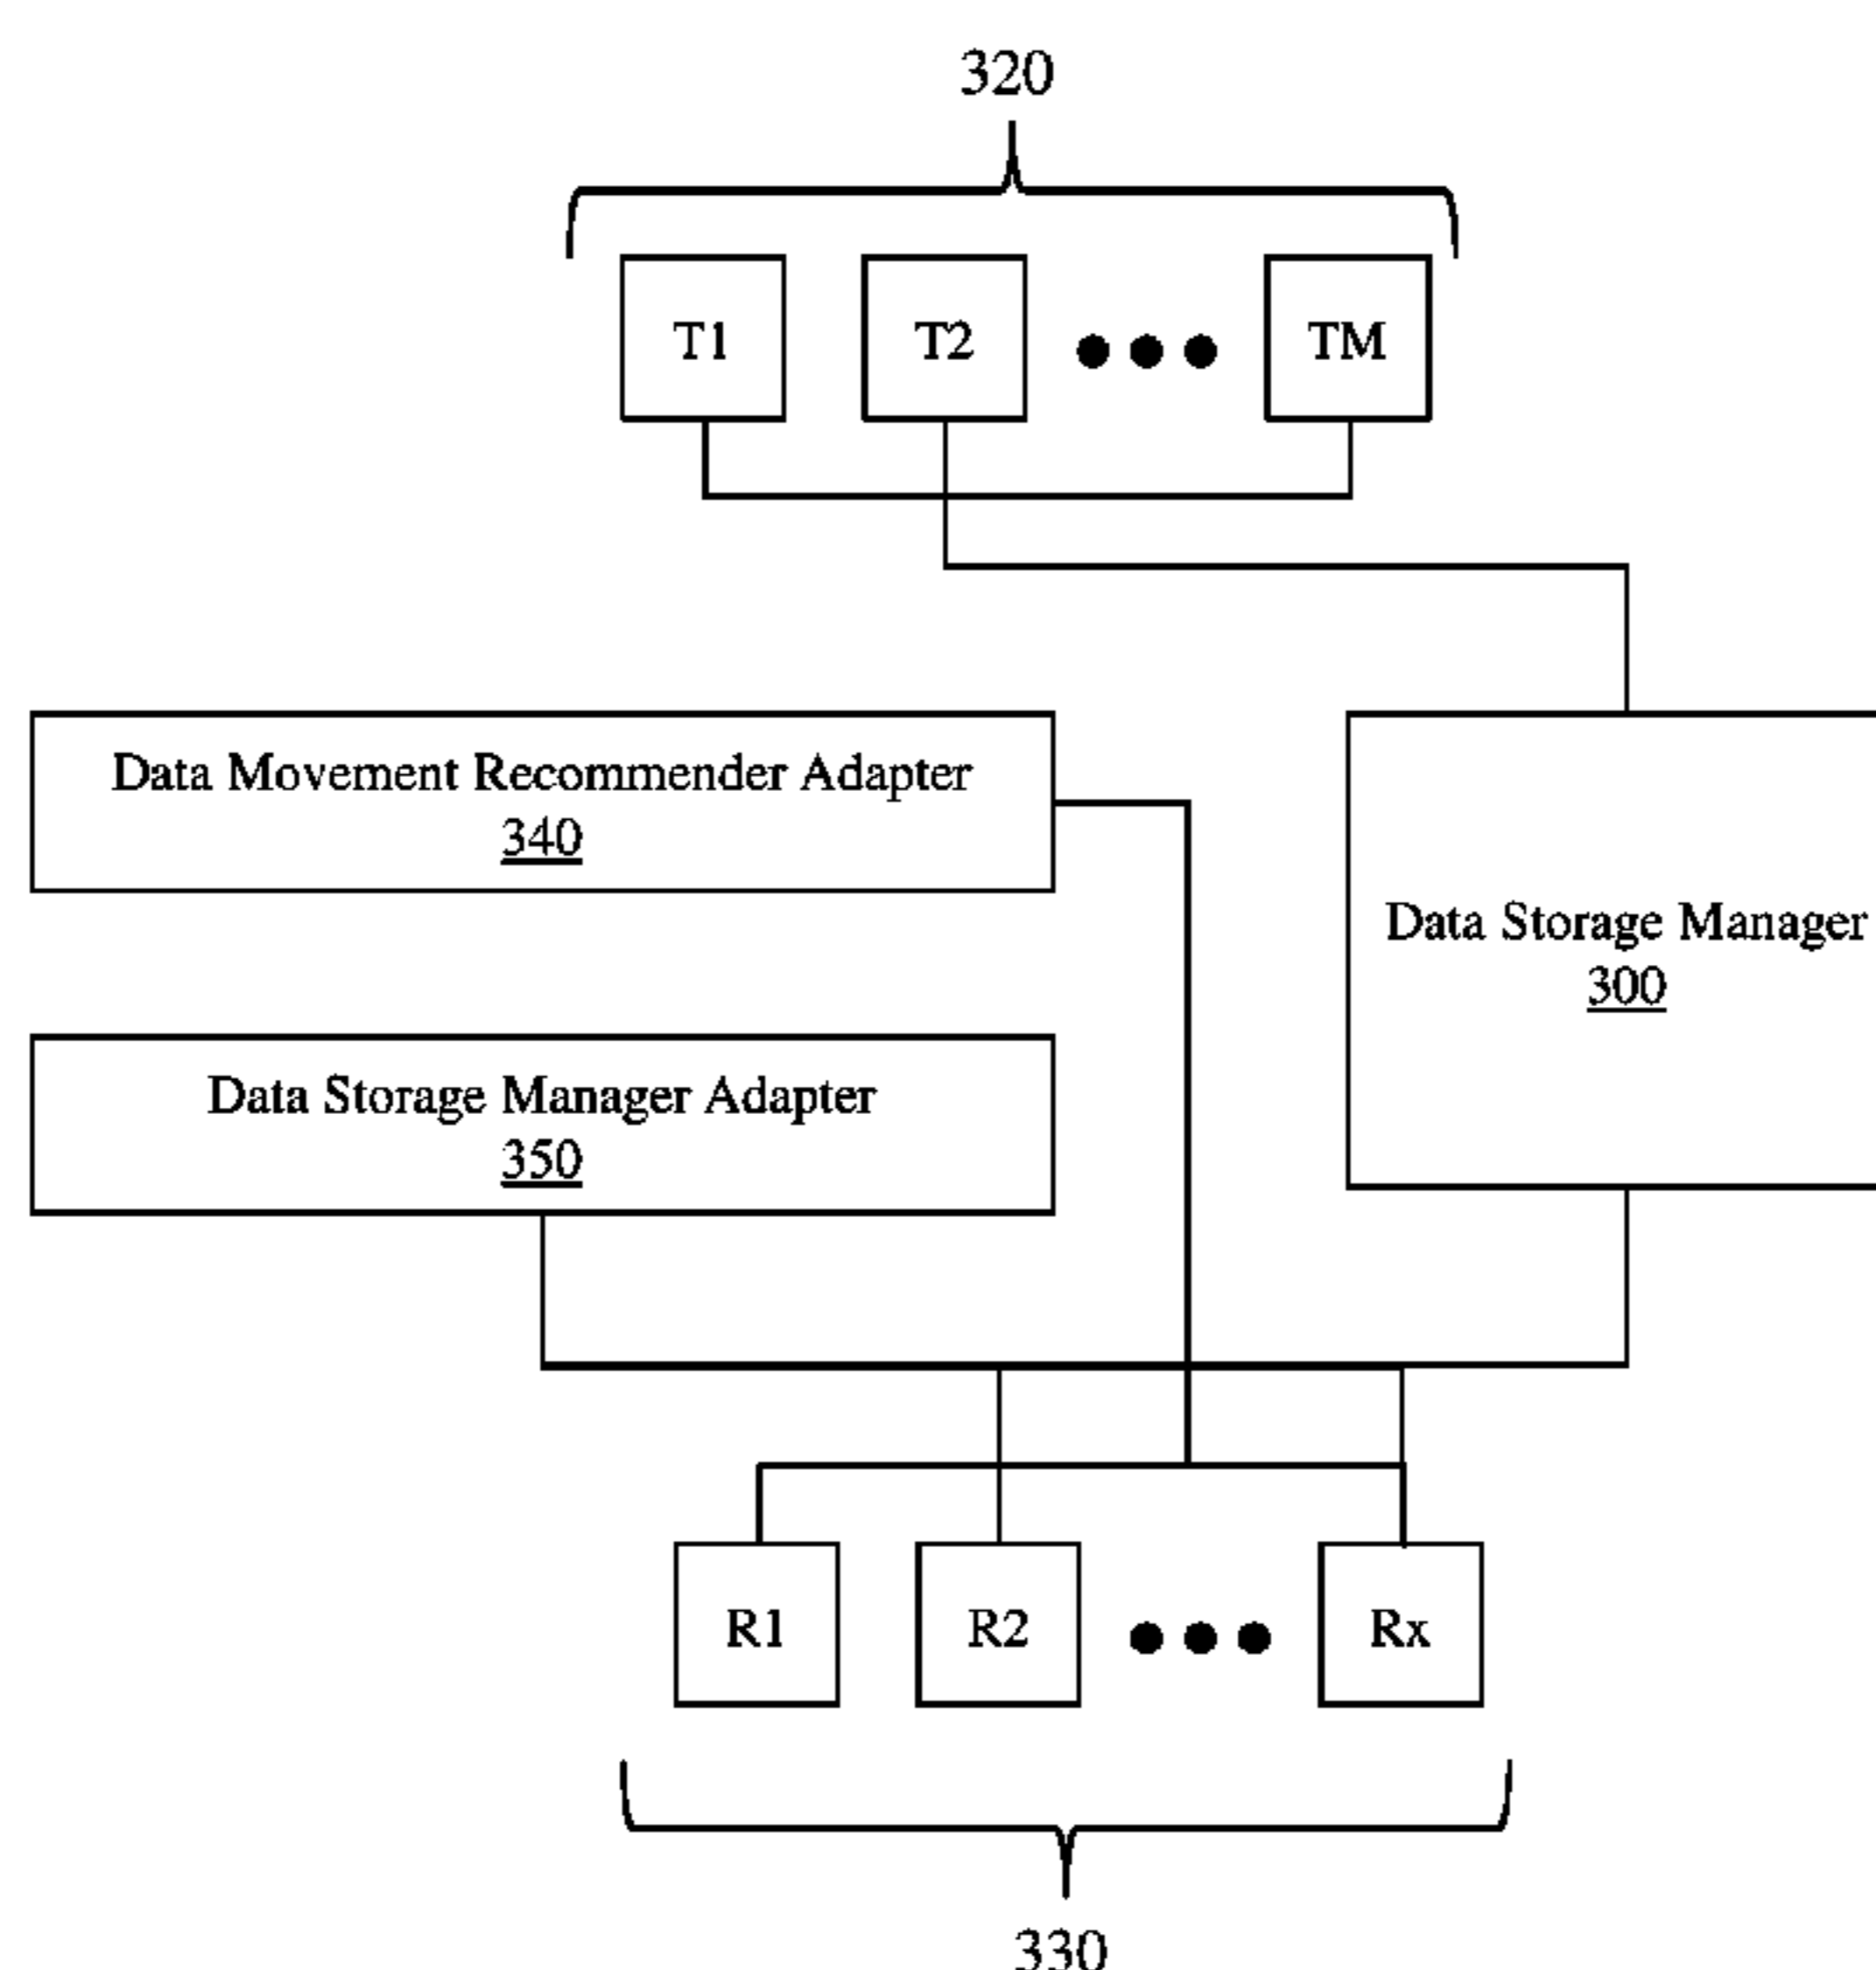 320
T1 T2 TM
Data Movement Recommender Adapter
340
Data Storage Manager
300
Data Storage Manager Adapter
350
R1 R2 Rx
330